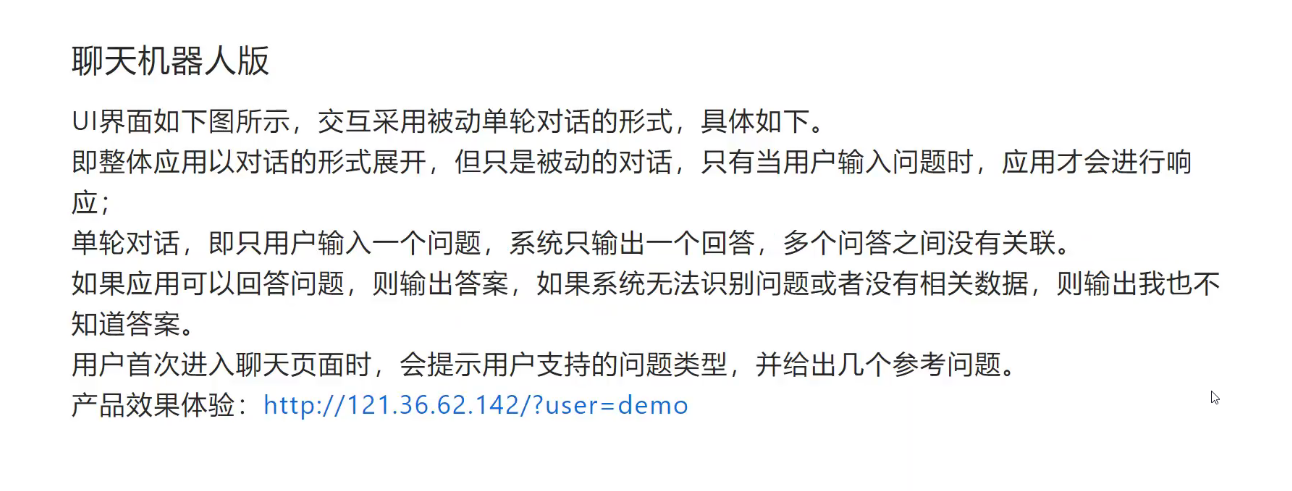 聊天机器人版
UI界面如下图所示，交互采用被动单轮对话的形式，具体如下。
即整体应用以对话的形式展开，但只是被动的对话，只有当用户输入问题时，应用才会进行响
应；
单轮对话，即只用户输入一个问题，系统只输出一个回答，多个问答之间没有关联。
如果应用可以回答问题，则输出答案，如果系统无法识别问题或者没有相关数据，则输出我也不
知道答案。
用户首次进入聊天页面时，会提示用户支持的问题类型，并给出几个参考问题。
产品效果体验：http://121.36.62.142/?user=demo